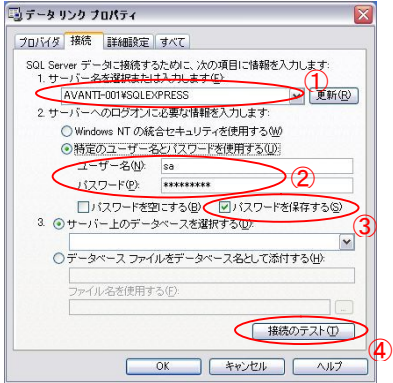 データ リンク プロパティ
プロバイダ 接続 詳細設定 すべて
SQL Server データに接続するために、次の項目に情報を入力します:
1. サーバー名を選択または入力します(E):
①
AVANTI-001¥SQLEXPRESS 更新(R)
2. サーバーへのログオンに必要な情報を入力します:
Windows NT の統合セキュリティを使用する(W)
特定のユーザー名とパスワードを使用する(U):
ユーザー名(N): sa
②
パスワード(P): *********
パスワードを空にする(B) パスワードを保存する(S)
③
3. サーバー上のデータベースを選択する(D):
データベース ファイルをデータベース名として添付する(H):
ファイル名を使用する(F):
...
接続のテスト(T)
④
OK キャンセル ヘルプ